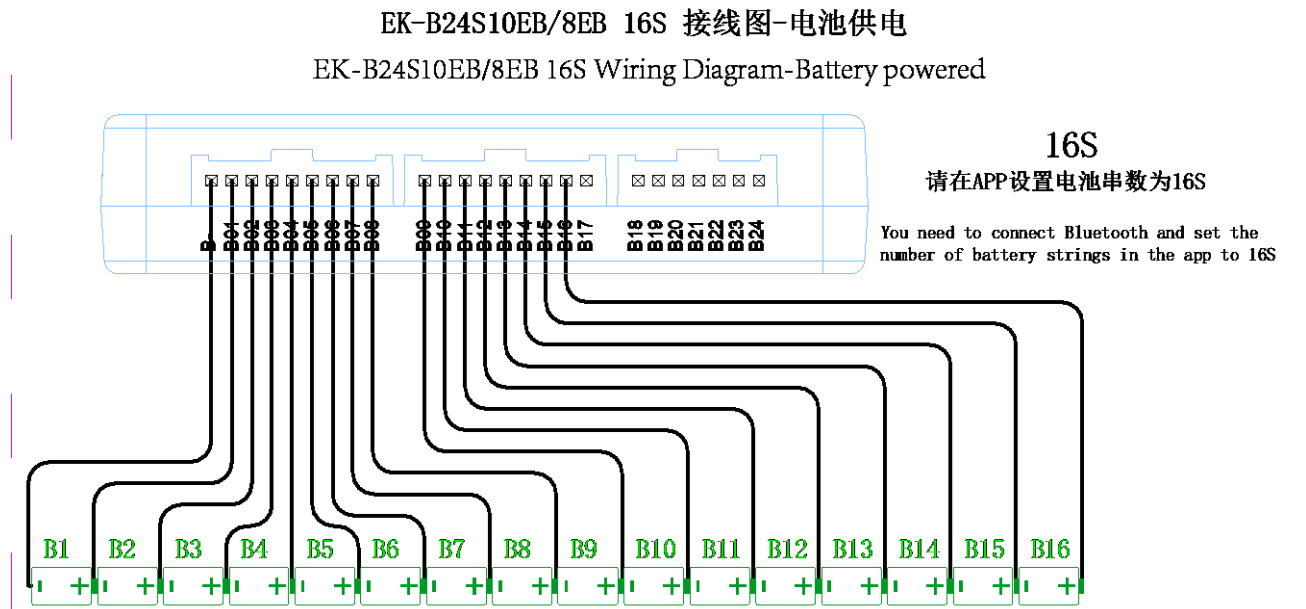 EK-B24S10EB/8EB 16S 接线图-电池供电
EK-B24S10EB/8EB 16S Wiring Diagram-Battery powered
16S
请在APP设置电池串数为16S
You need to connect Bluetooth and set the
number of battery strings in the app to 16S
B- B01 B02 B03 B04 B05 B06 B07 B08 B09 B10 B11 B12 B13 B14 B15 B16 B17 B18 B19 B20 B21 B22 B23 B24
B1 B2 B3 B4 B5 B6 B7 B8 B9 B10 B11 B12 B13 B14 B15 B16
- + - + - + - + - + - + - + - + - + - + - + - + - + - + - + - +